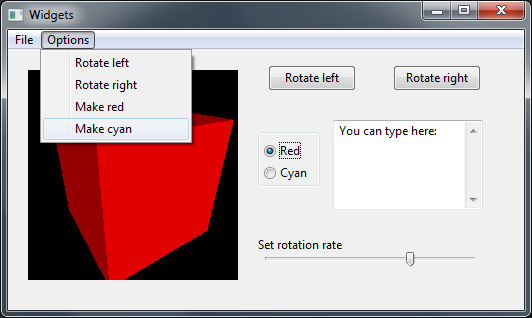 Widgets
File Options
Rotate left
Rotate right
Make red
Make cyan
Rotate left Rotate right
Red
Cyan
You can type here:
Set rotation rate